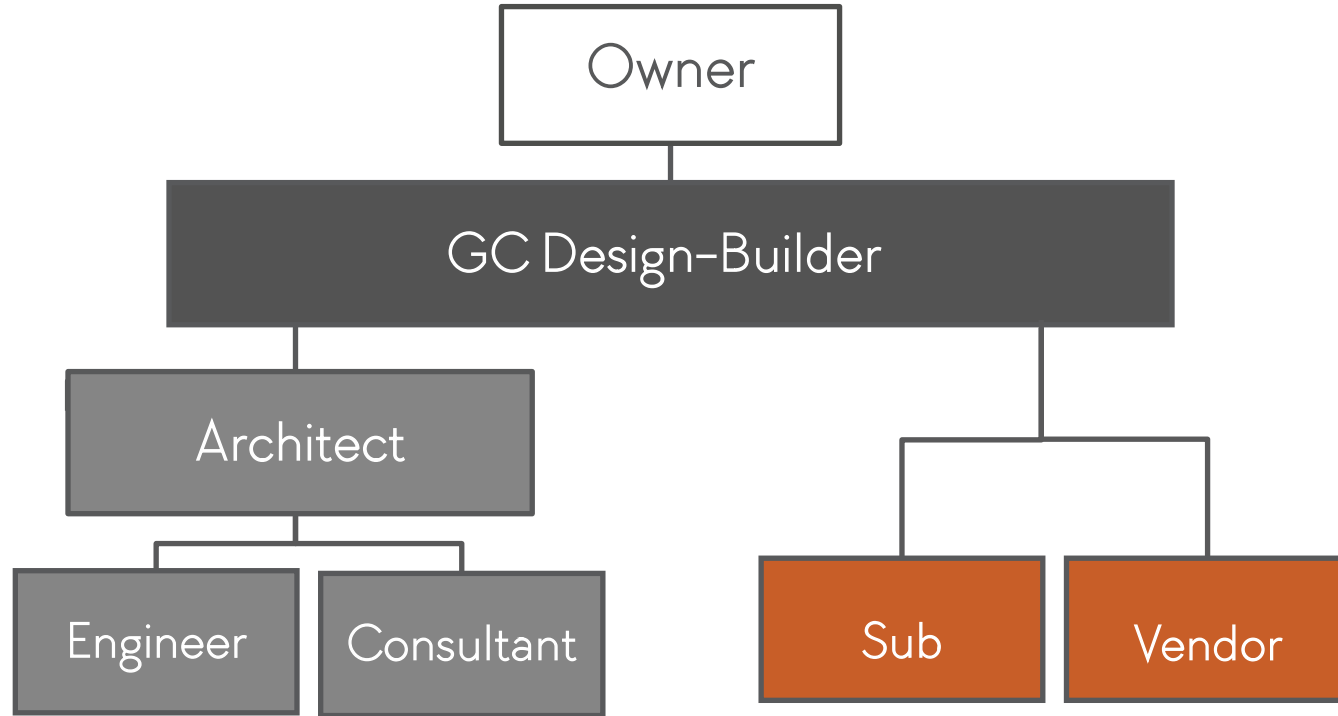 Owner
GC Design-Builder
Architect
Engineer
Consultant
Sub
Vendor